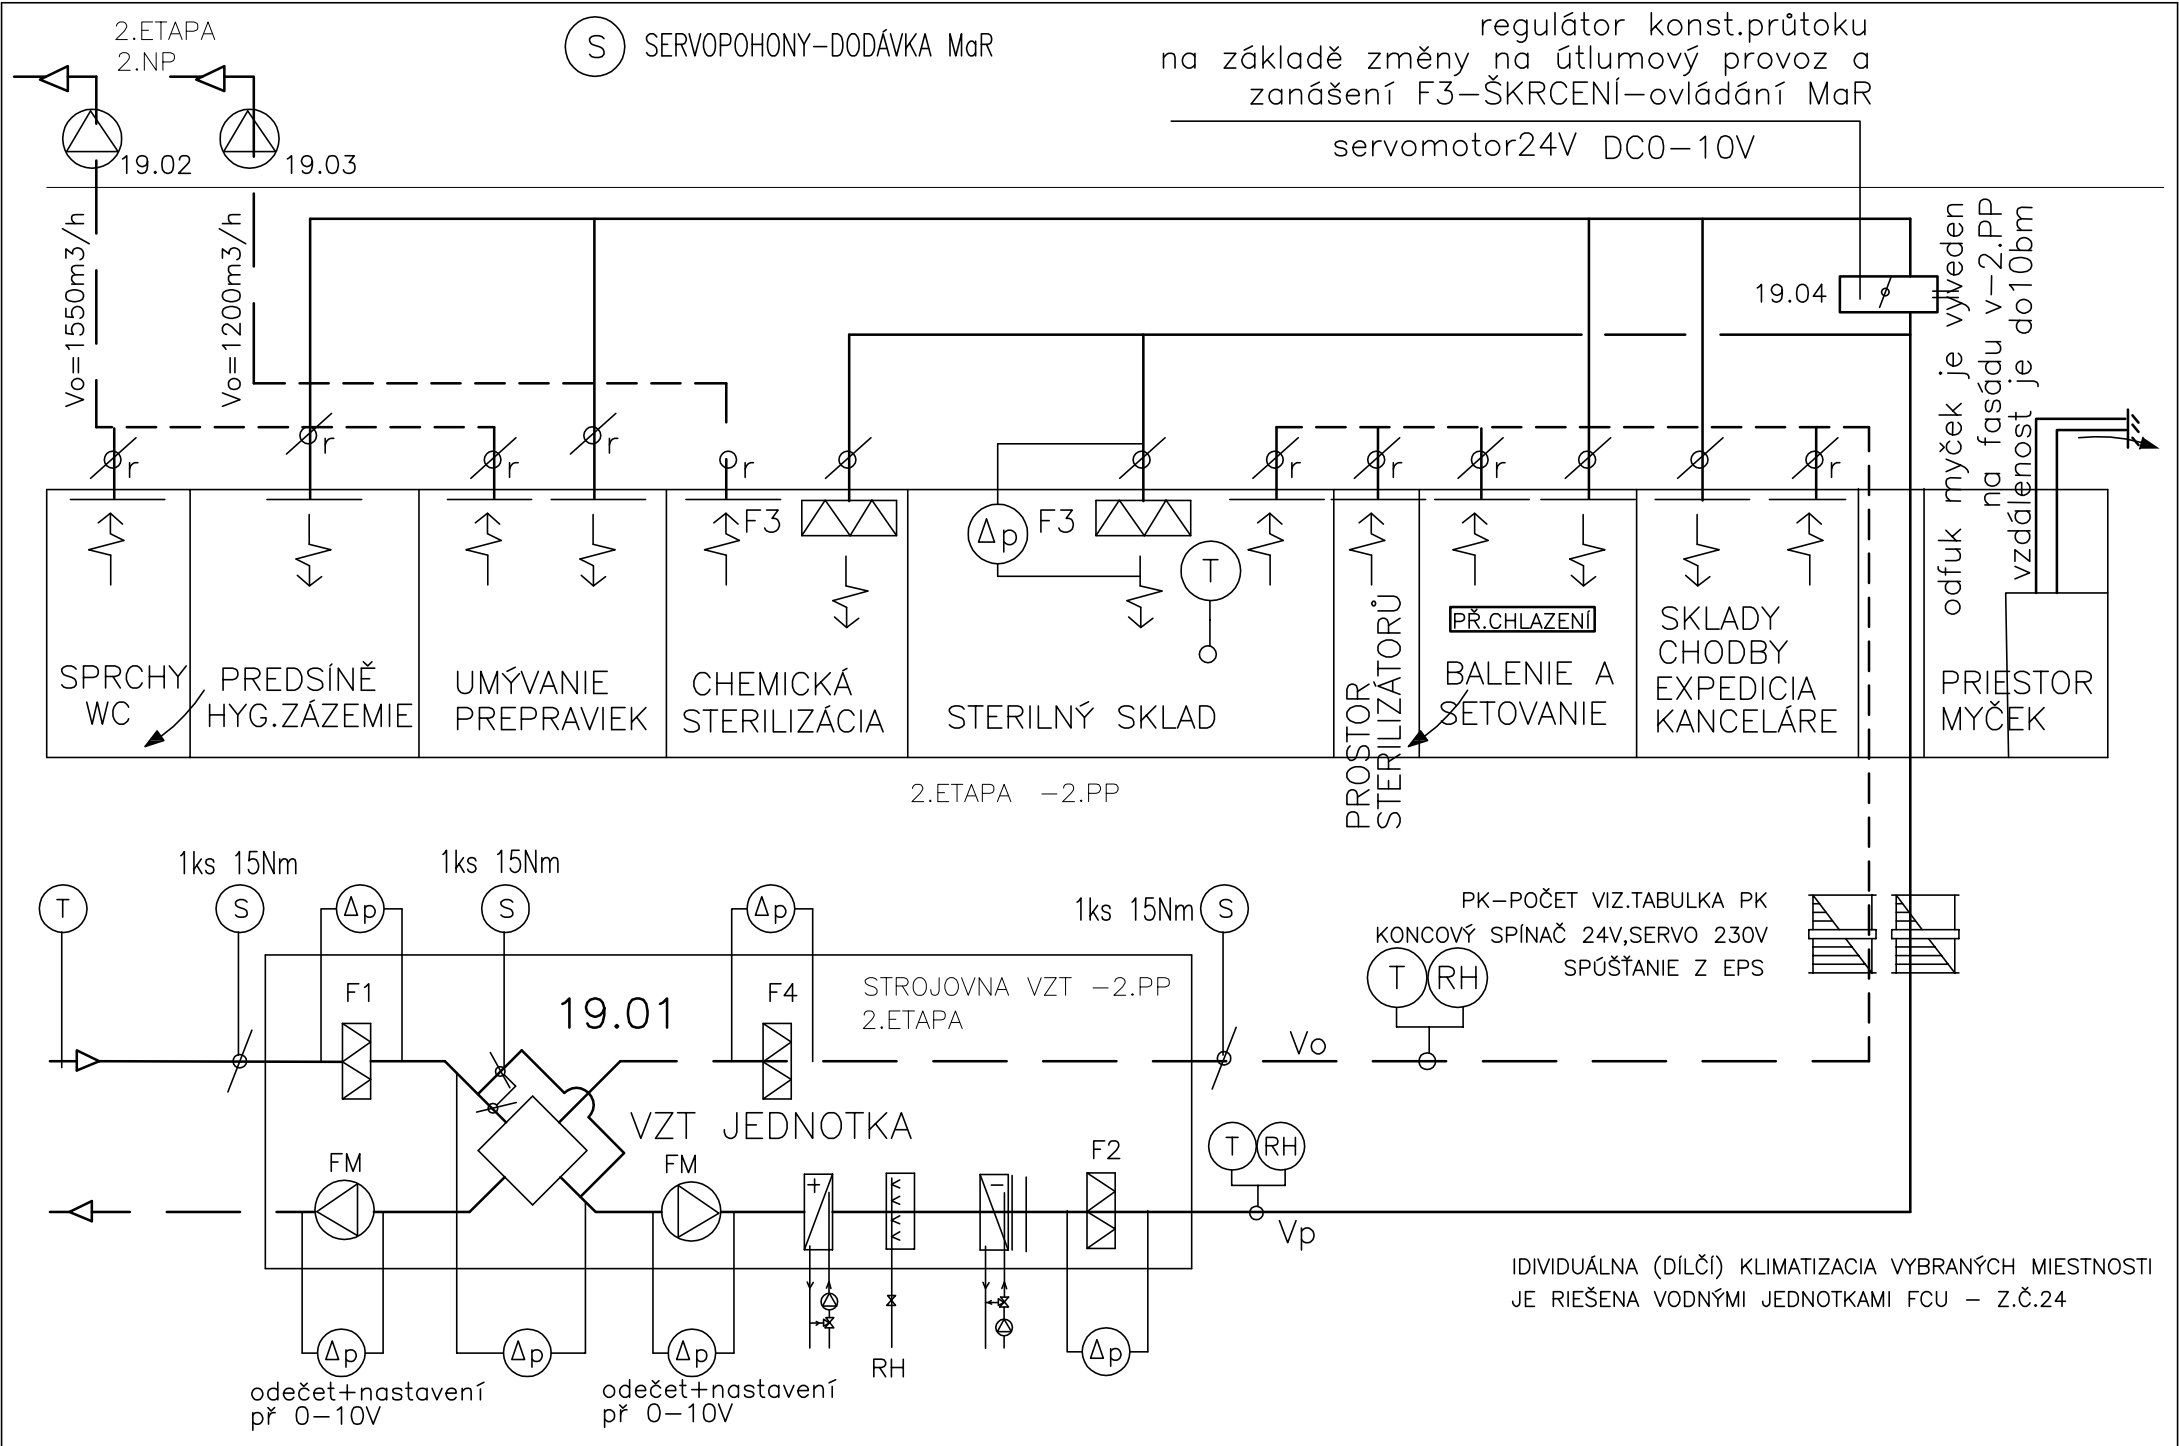 2.ETAPA
2.NP
S
SERVOPOHONY-DODÁVKA MaR
regulátor konst.průtoku
na základě změny na útlumový provoz a
zanášení F3-ŠKRCENÍ-ovládání MaR
servomotor24V DC0-10V
19.02
19.03
Vo=1550m3/h
Vo=1200m3/h
19.04
odfuk myček je vyveden
na fasádu v-2.PP
vzdálenost je do10bm
r
r
r
r
r
r
r
r
r
F3
Δp
F3
T
SPRCHY
WC
PREDSÍNĚ
HYG.ZÁZEMIE
UMÝVANIE
PREPRAVIEK
CHEMICKÁ
STERILIZÁCIA
STERILNÝ SKLAD
PROSTOR
STERILIZÁTORŮ
PŘ.CHLAZENÍ
BALENIE A
SETOVANIE
SKLADY
CHODBY
EXPEDICIA
KANCELÁRE
PRIESTOR
MYČEK
2.ETAPA -2.PP
1ks 15Nm
1ks 15Nm
1ks 15Nm
T
S
Δp
S
Δp
S
PK-POČET VIZ.TABULKA PK
KONCOVÝ SPÍNAČ 24V,SERVO 230V
SPÚŠŤANIE Z EPS
T
RH
F1
19.01
F4
STROJOVNA VZT -2.PP
2.ETAPA
Vo
VZT JEDNOTKA
FM
FM
+
-
F2
T
RH
Vp
IDIVIDUÁLNA (DÍLČÍ) KLIMATIZACIA VYBRANÝCH MIESTNOSTI
JE RIEŠENA VODNÝMI JEDNOTKAMI FCU - Z.Č.24
Δp
Δp
Δp
RH
Δp
odečet+nastavení
př 0-10V
odečet+nastavení
př 0-10V